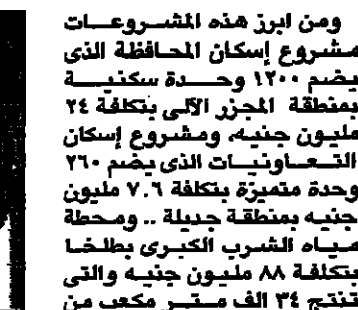 ومن ابرز هذه المشروعات
مشروع إسكان المحافظة الذى
يضم ١٢٠٠ وحدة سكنية
بمنطقة المجزر الآلى بتكلفة ٢٤
مليون جنيه، ومشروع إسكان
التعاونيات الذى يضم ٢٦٠
وحدة متميزة بتكلفة ٧.٦ مليون
جنيه بمنطقة جديلة .. ومحطة
مياه الشرب الكبرى بطلخا
بتكلفة ٨٨ مليون جنيه والتى
تنتج ٣٤ الف متر مكعب من